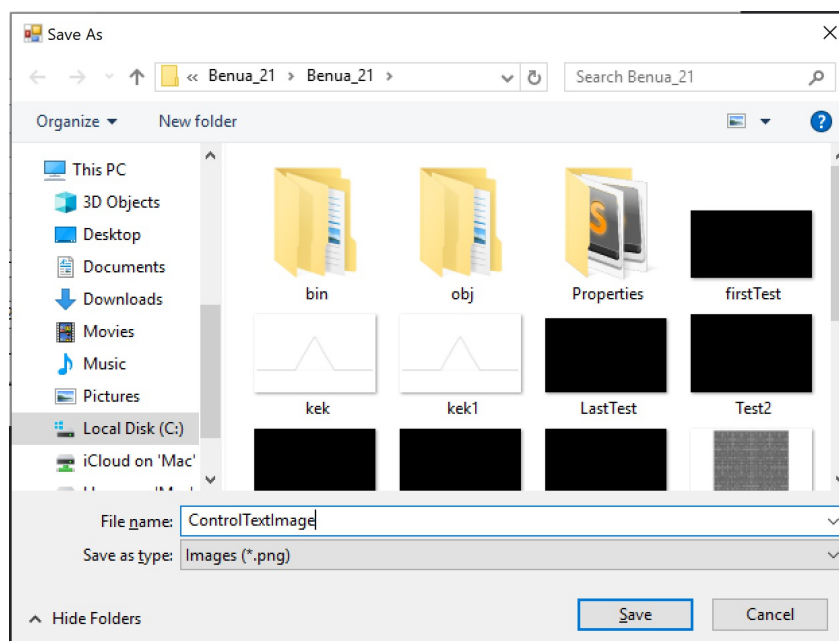 Save As
« Benua_21 > Benua_21 >
Search Benua_21
Organize
New folder
This PC
3D Objects
Desktop
Documents
Downloads
Movies
Music
Pictures
Local Disk (C:)
iCloud on 'Mac'
bin
obj
Properties
firstTest
kek
kek1
LastTest
Test2
File name: ControlTextImage
Save as type: Images (*.png)
Hide Folders
Save
Cancel